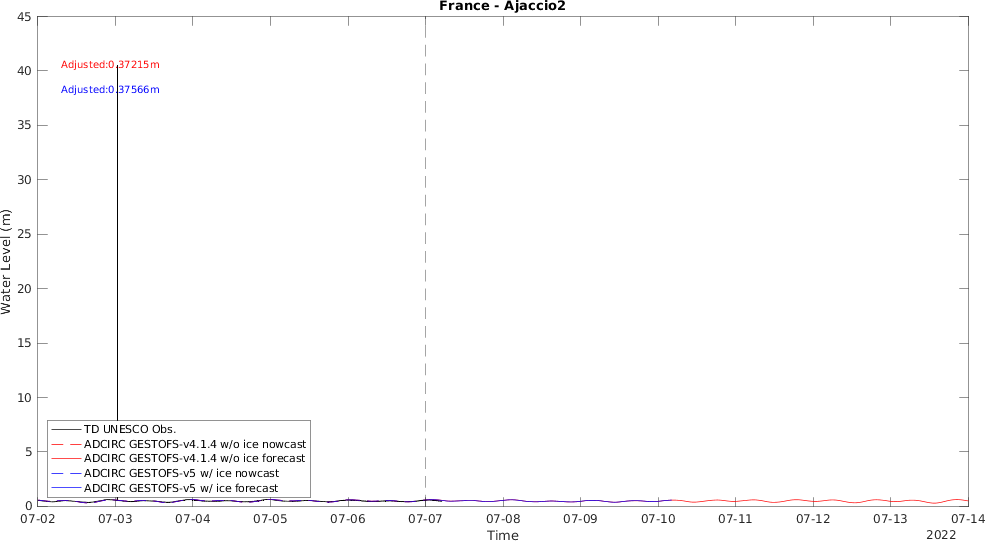 France - Ajaccio2
45
Adjusted:0.37215m
40
Adjusted:0.37566m
35
30
25
20
15
10
5
0
Water Level (m)
TD UNESCO Obs.
ADCIRC GESTOFS-v4.1.4 w/o ice nowcast
ADCIRC GESTOFS-v4.1.4 w/o ice forecast
ADCIRC GESTOFS-v5 w/ ice nowcast
ADCIRC GESTOFS-v5 w/ ice forecast
07-02 07-03 07-04 07-05 07-06 07-07 07-08 07-09 07-10 07-11 07-12 07-13 07-14
Time
2022